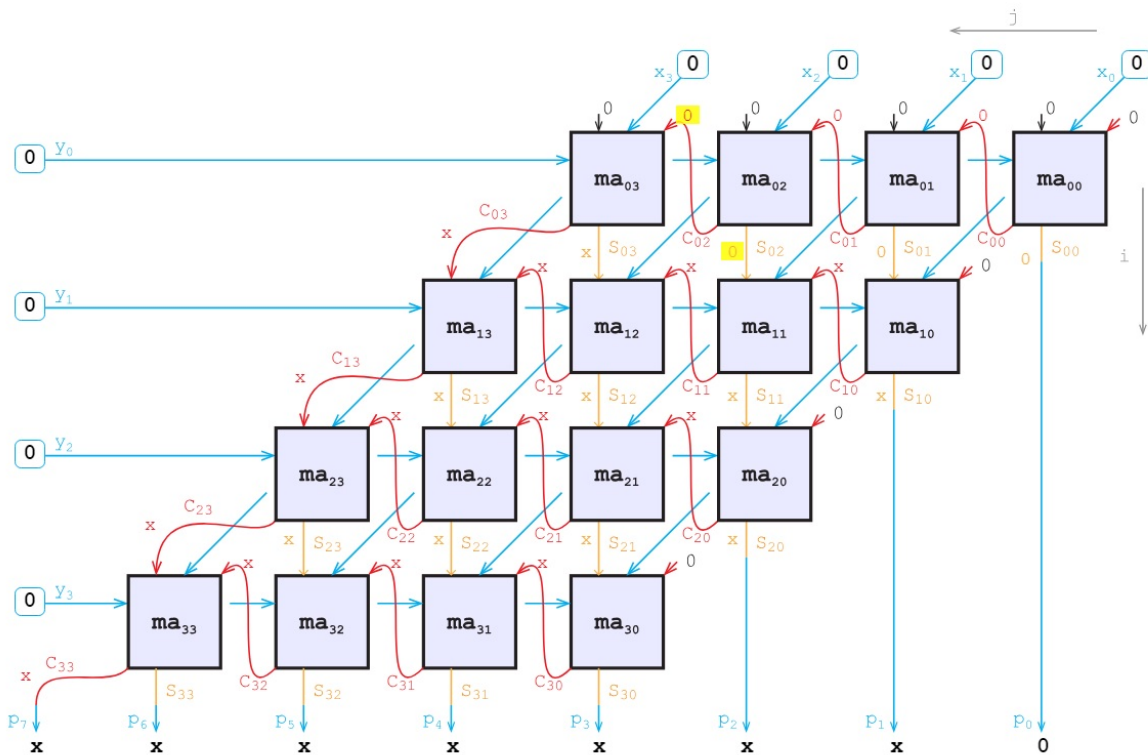 j
0 0 0 0
x₃ x₂ x₁ x₀
0 0 0 0 0 0 0 0
0 y₀ ma₀₃ ma₀₂ ma₀₁ ma₀₀
x C₀₃ x S₀₃ C₀₂ 0 S₀₂ C₀₁ 0 S₀₁ C₀₀ 0 S₀₀ i
x x x 0
0 y₁ ma₁₃ ma₁₂ ma₁₁ ma₁₀
x C₁₃ x S₁₃ C₁₂ x S₁₂ C₁₁ x S₁₁ C₁₀ x S₁₀
x x x 0
0 y₂ ma₂₃ ma₂₂ ma₂₁ ma₂₀
x C₂₃ x S₂₃ C₂₂ x S₂₂ C₂₁ x S₂₁ C₂₀ x S₂₀
x x x 0
0 y₃ ma₃₃ ma₃₂ ma₃₁ ma₃₀
x C₃₃ S₃₃ C₃₂ S₃₂ C₃₁ S₃₁ C₃₀ S₃₀
p₇ p₆ p₅ p₄ p₃ p₂ p₁ p₀
x x x x x x x 0